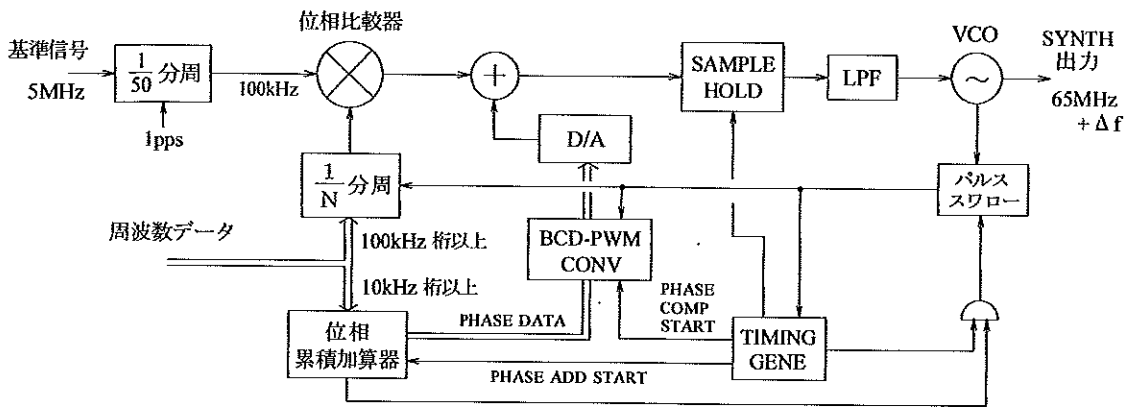 基準信号
5MHz
1
50
分周
1pps
100kHz
位相比較器
+
SAMPLE
HOLD
LPF
VCO
~
SYNTH
出力
65MHz
+ Δf
D/A
1
N
分周
パルス
スワロー
周波数データ
100kHz 桁以上
10kHz 桁以上
BCD-PWM
CONV
PHASE
COMP
START
PHASE DATA
位相
累積加算器
TIMING
GENE
PHASE ADD START